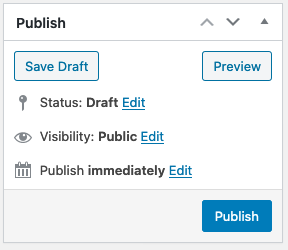 Publish
Save Draft Preview
Status: Draft Edit
Visibility: Public Edit
Publish immediately Edit
Publish